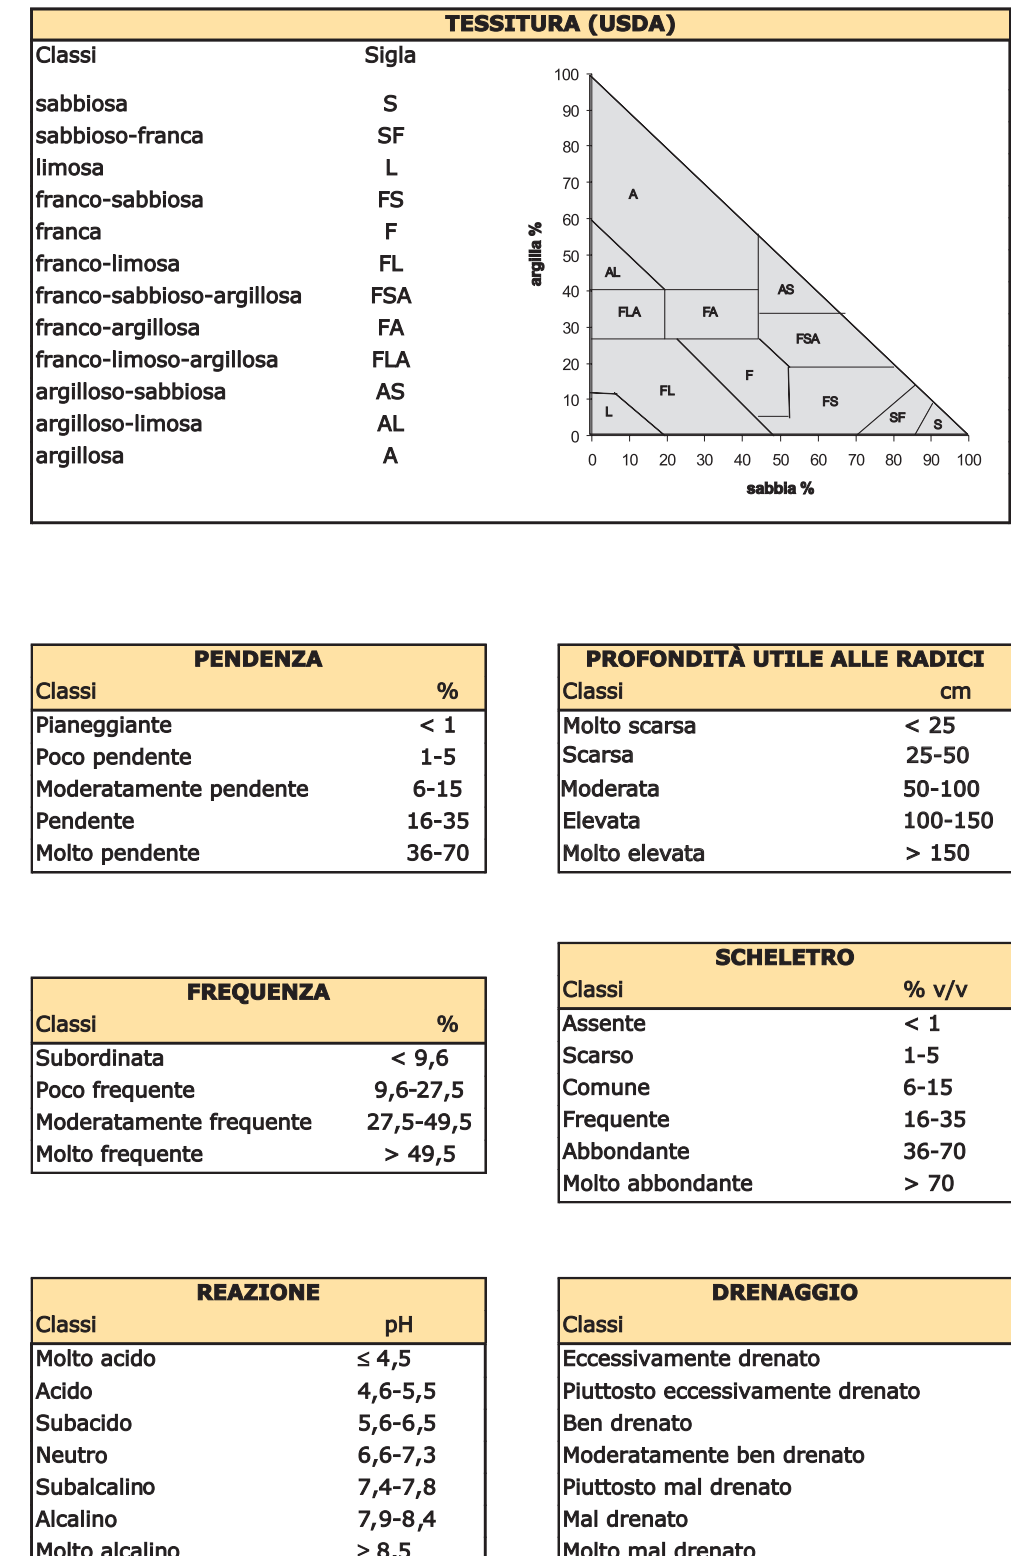 TESSITURA (USDA)
Classi Sigla
sabbiosa S
sabbioso-franca SF
limosa L
franco-sabbiosa FS
franca F
franco-limosa FL
franco-sabbioso-argillosa FSA
franco-argillosa FA
franco-limoso-argillosa FLA
argilloso-sabbiosa AS
argilloso-limosa AL
argillosa A
100
90
80
70
60
50
40
30
20
10
0
argilla %
A
AL
AS
FLA FA
FSA
F
FL
FS
L
SF
S
0 10 20 30 40 50 60 70 80 90 100
sabbia %
PENDENZA
Classi %
Pianeggiante < 1
Poco pendente 1-5
Moderatamente pendente 6-15
Pendente 16-35
Molto pendente 36-70
PROFONDITÀ UTILE ALLE RADICI
Classi cm
Molto scarsa < 25
Scarsa 25-50
Moderata 50-100
Elevata 100-150
Molto elevata > 150
FREQUENZA
Classi %
Subordinata < 9,6
Poco frequente 9,6-27,5
Moderatamente frequente 27,5-49,5
Molto frequente > 49,5
SCHELETRO
Classi % v/v
Assente < 1
Scarso 1-5
Comune 6-15
Frequente 16-35
Abbondante 36-70
Molto abbondante > 70
REAZIONE
Classi pH
Molto acido ≤ 4,5
Acido 4,6-5,5
Subacido 5,6-6,5
Neutro 6,6-7,3
Subalcalino 7,4-7,8
Alcalino 7,9-8,4
Molto alcalino ≥ 8,5
DRENAGGIO
Classi
Eccessivamente drenato
Piuttosto eccessivamente drenato
Ben drenato
Moderatamente ben drenato
Piuttosto mal drenato
Mal drenato
Molto mal drenato